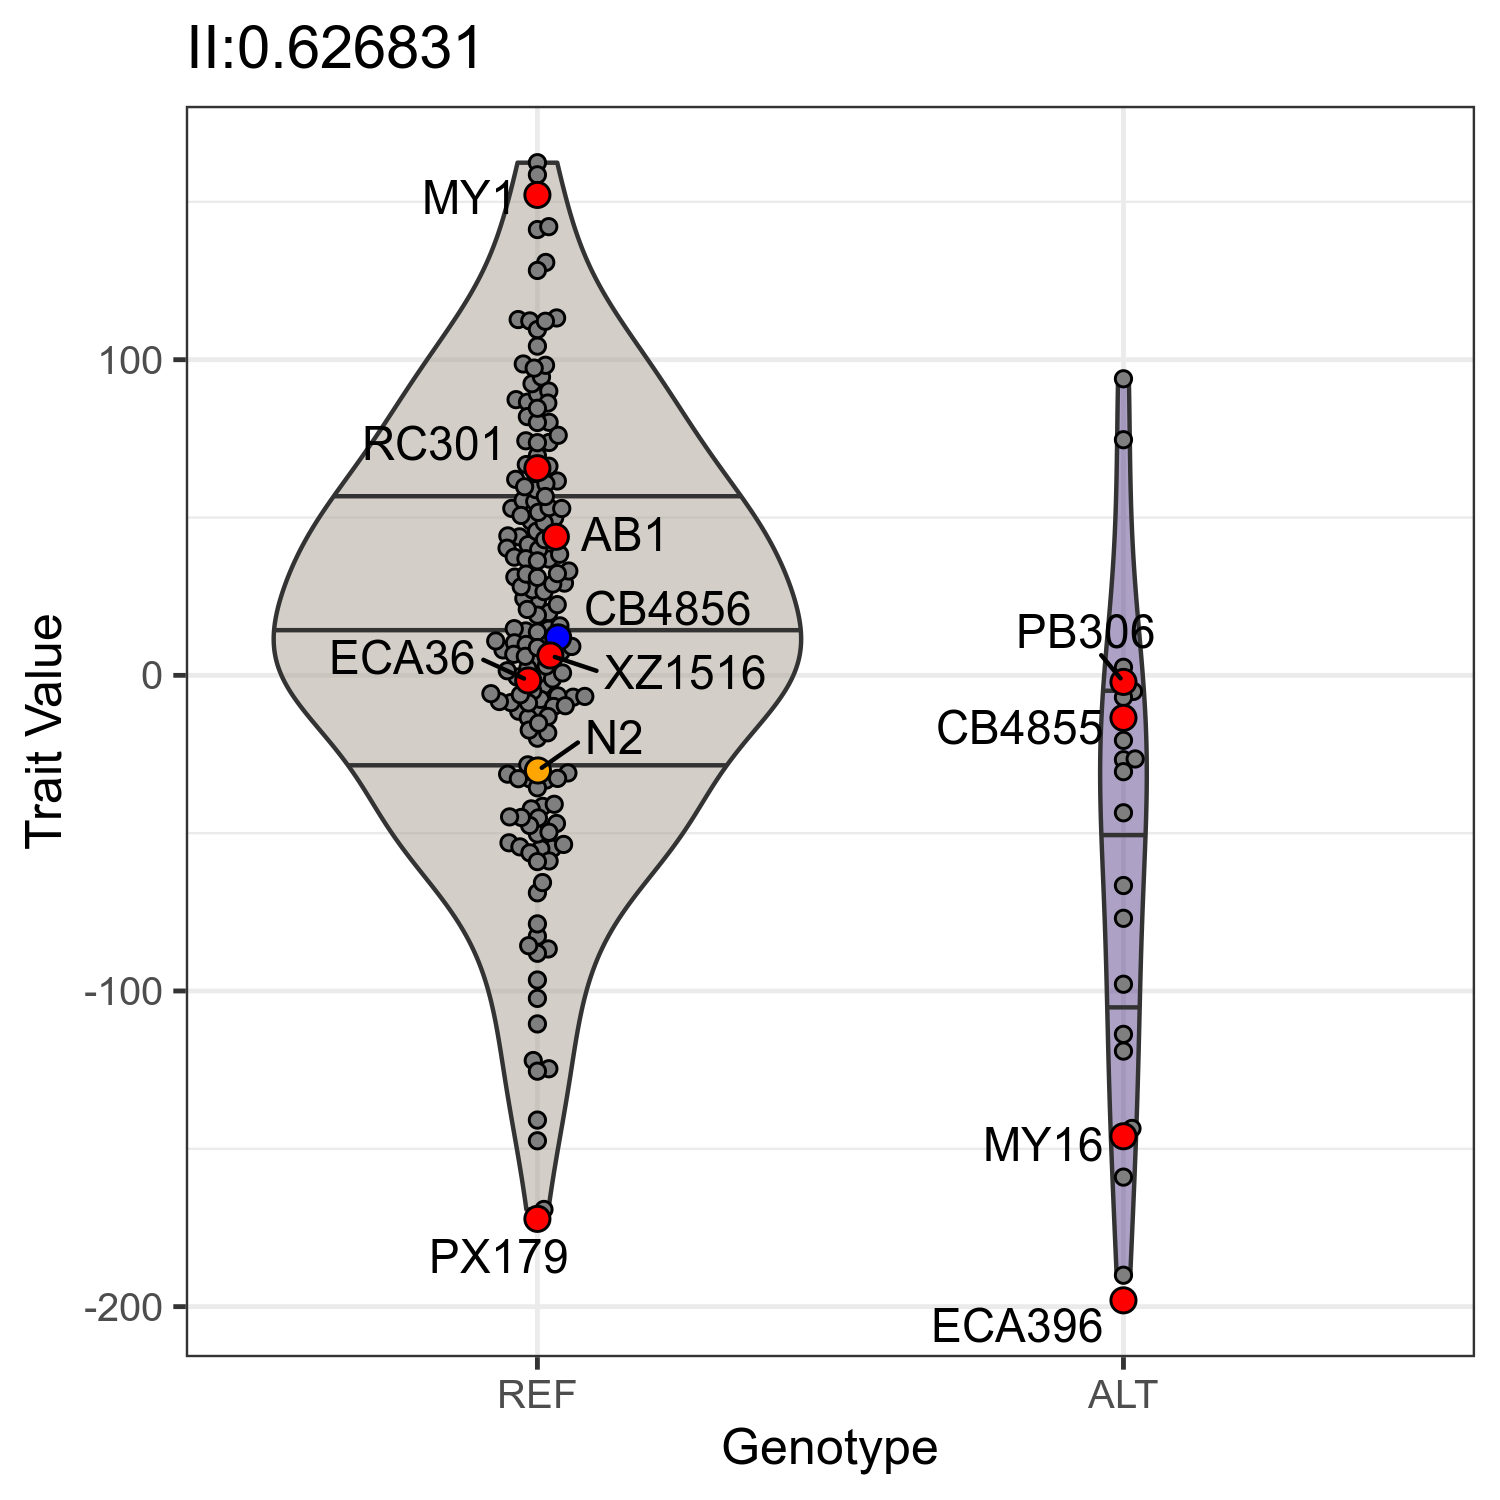 II:0.626831
MY1
100
RC301
AB1
CB4856
PB306
ECA36
XZ1516
0
CB4855
N2
Trait Value
-100
MY16
PX179
-200
ECA396
REF
ALT
Genotype